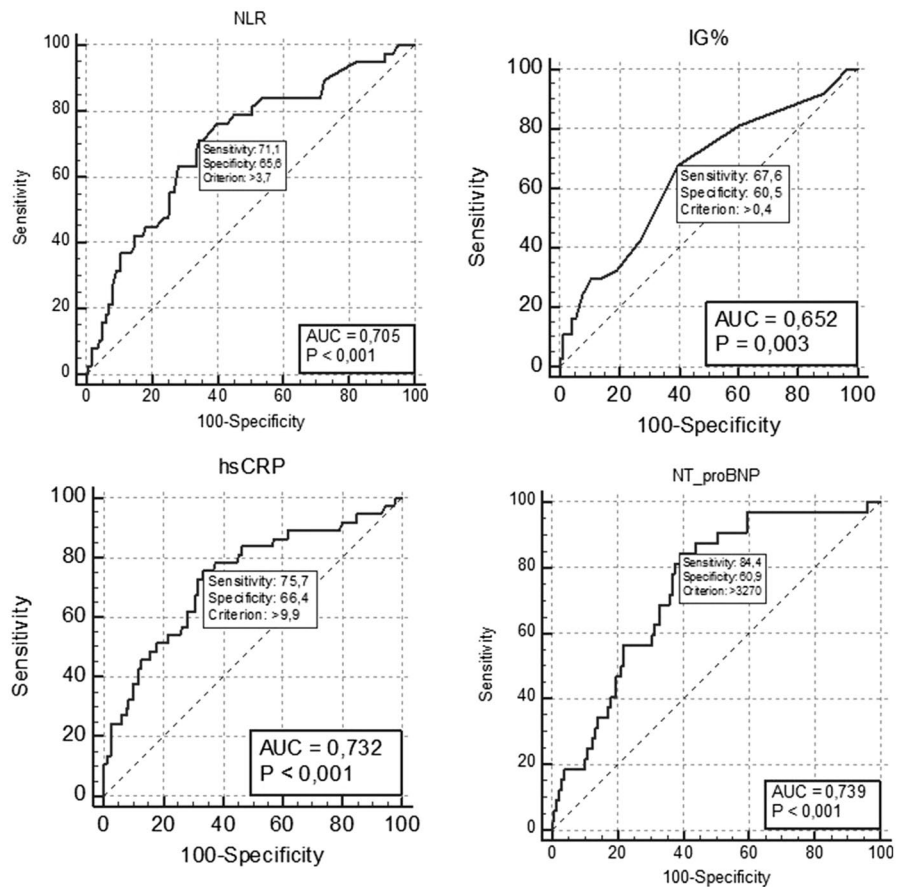 NLR
100
80
60
40
20
0
Sensitivity
Sensitivity: 71,1
Specificity: 65,6
Criterion: >3,7
AUC = 0,705
P < 0,001
0 20 40 60 80 100
100-Specificity
IG%
100
80
60
40
20
0
Sensitivity
Sensitivity: 67,6
Specificity: 60,5
Criterion: >0,4
AUC = 0,652
P = 0,003
0 20 40 60 80 100
100-Specificity
hsCRP
100
80
60
40
20
0
Sensitivity
Sensitivity: 75,7
Specificity: 66,4
Criterion: >9,9
AUC = 0,732
P < 0,001
0 20 40 60 80 100
100-Specificity
NT_proBNP
100
80
60
40
20
0
Sensitivity
Sensitivity: 84,4
Specificity: 60,9
Criterion: >3270
AUC = 0,739
P < 0,001
0 20 40 60 80 100
100-Specificity